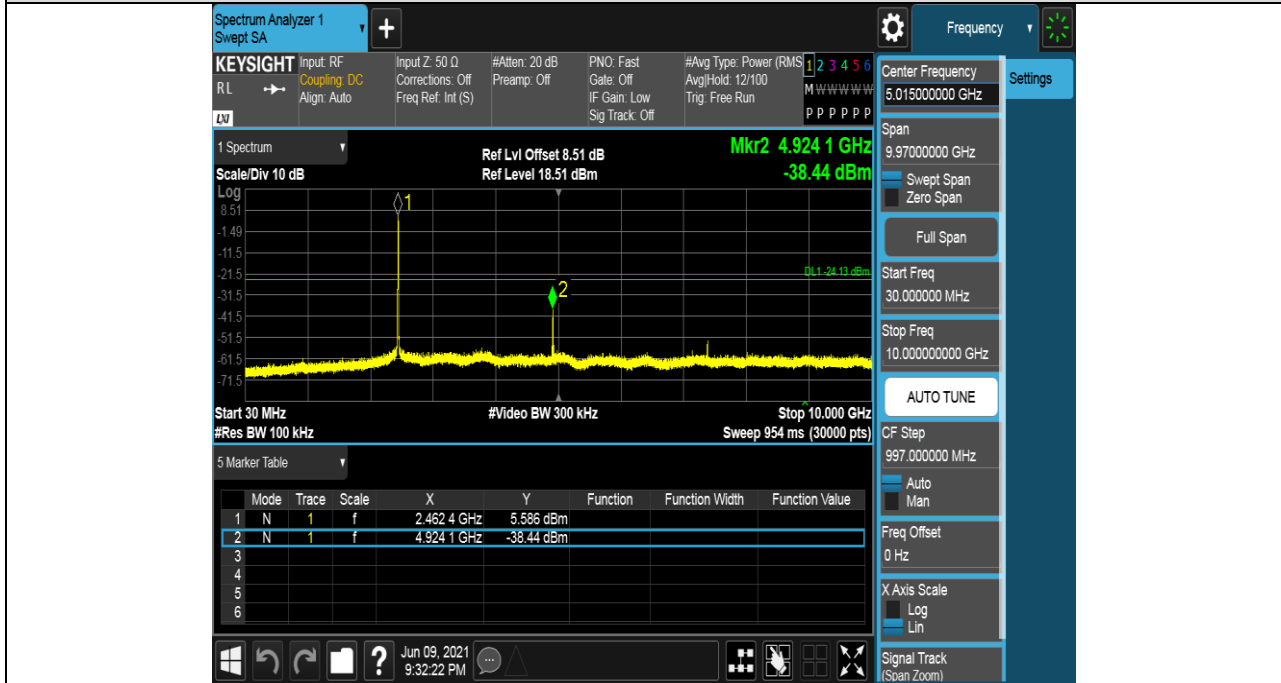 Spectrum Analyzer 1
Swept SA
+
Frequency
KEYSIGHT
RL
LXI
Input: RF
Coupling: DC
Align: Auto
Input Z: 50 Ω
Corrections: Off
Freq Ref: Int (S)
#Atten: 20 dB
Preamp: Off
PNO: Fast
Gate: Off
IF Gain: Low
Sig Track: Off
#Avg Type: Power (RMS
Avg|Hold: 12/100
Trig: Free Run
1 2 3 4 5 6
M W W W W W
P P P P P P
1 Spectrum
Scale/Div 10 dB
Ref Lvl Offset 8.51 dB
Ref Level 18.51 dBm
Mkr2 4.924 1 GHz
-38.44 dBm
Log
8.51
-1.49
-11.5
-21.5
-31.5
-41.5
-51.5
-61.5
-71.5
1
2
DL1 -24.13 dBm
Start 30 MHz
#Res BW 100 kHz
#Video BW 300 kHz
Stop 10.000 GHz
Sweep 954 ms (30000 pts)
5 Marker Table
Mode Trace Scale X Y Function Function Width Function Value
1 N 1 f 2.462 4 GHz 5.586 dBm
2 N 1 f 4.924 1 GHz -38.44 dBm
3
4
5
6
?
Jun 09, 2021
9:32:22 PM
Center Frequency
5.015000000 GHz
Span
9.97000000 GHz
Swept Span
Zero Span
Full Span
Start Freq
30.000000 MHz
Stop Freq
10.000000000 GHz
AUTO TUNE
CF Step
997.000000 MHz
Auto
Man
Freq Offset
0 Hz
X Axis Scale
Log
Lin
Signal Track
(Span Zoom)
Settings